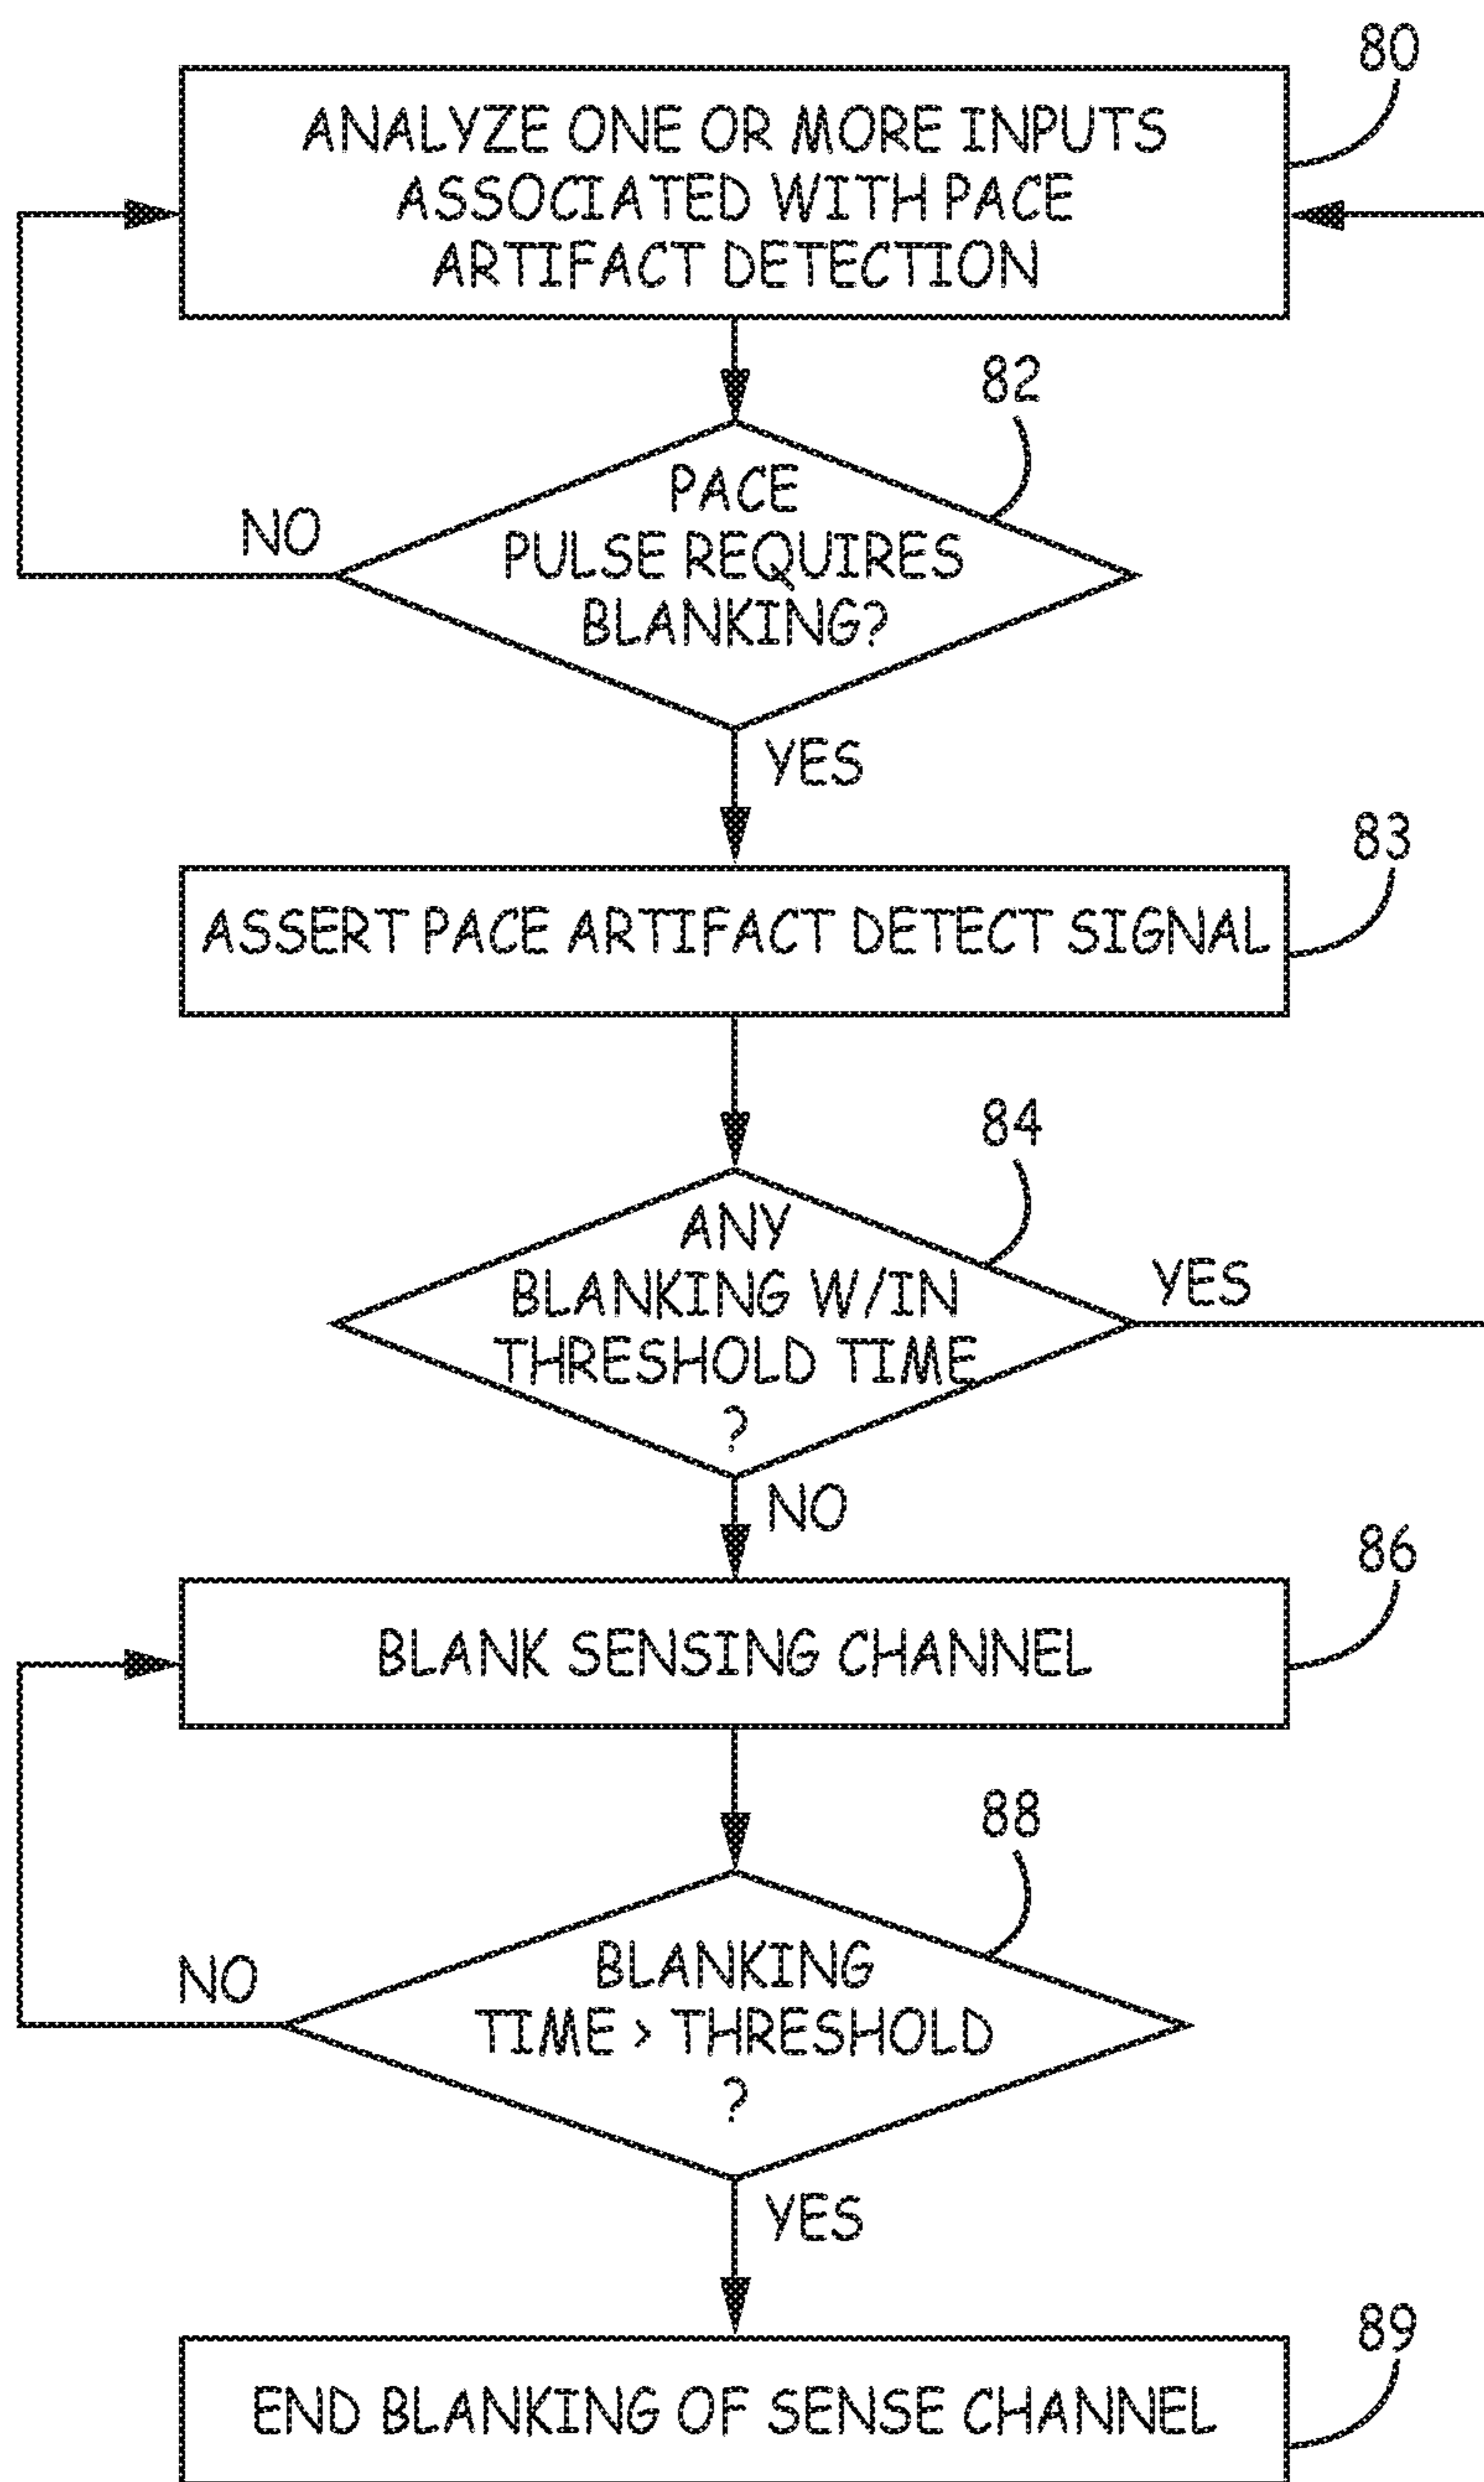 80
ANALYZE ONE OR MORE INPUTS
ASSOCIATED WITH PACE
ARTIFACT DETECTION
82
PACE
PULSE REQUIRES
BLANKING?
NO
YES
83
ASSERT PACE ARTIFACT DETECT SIGNAL
84
ANY
BLANKING W/IN
THRESHOLD TIME
?
YES
NO
86
BLANK SENSING CHANNEL
88
BLANKING
TIME > THRESHOLD
?
NO
YES
89
END BLANKING OF SENSE CHANNEL